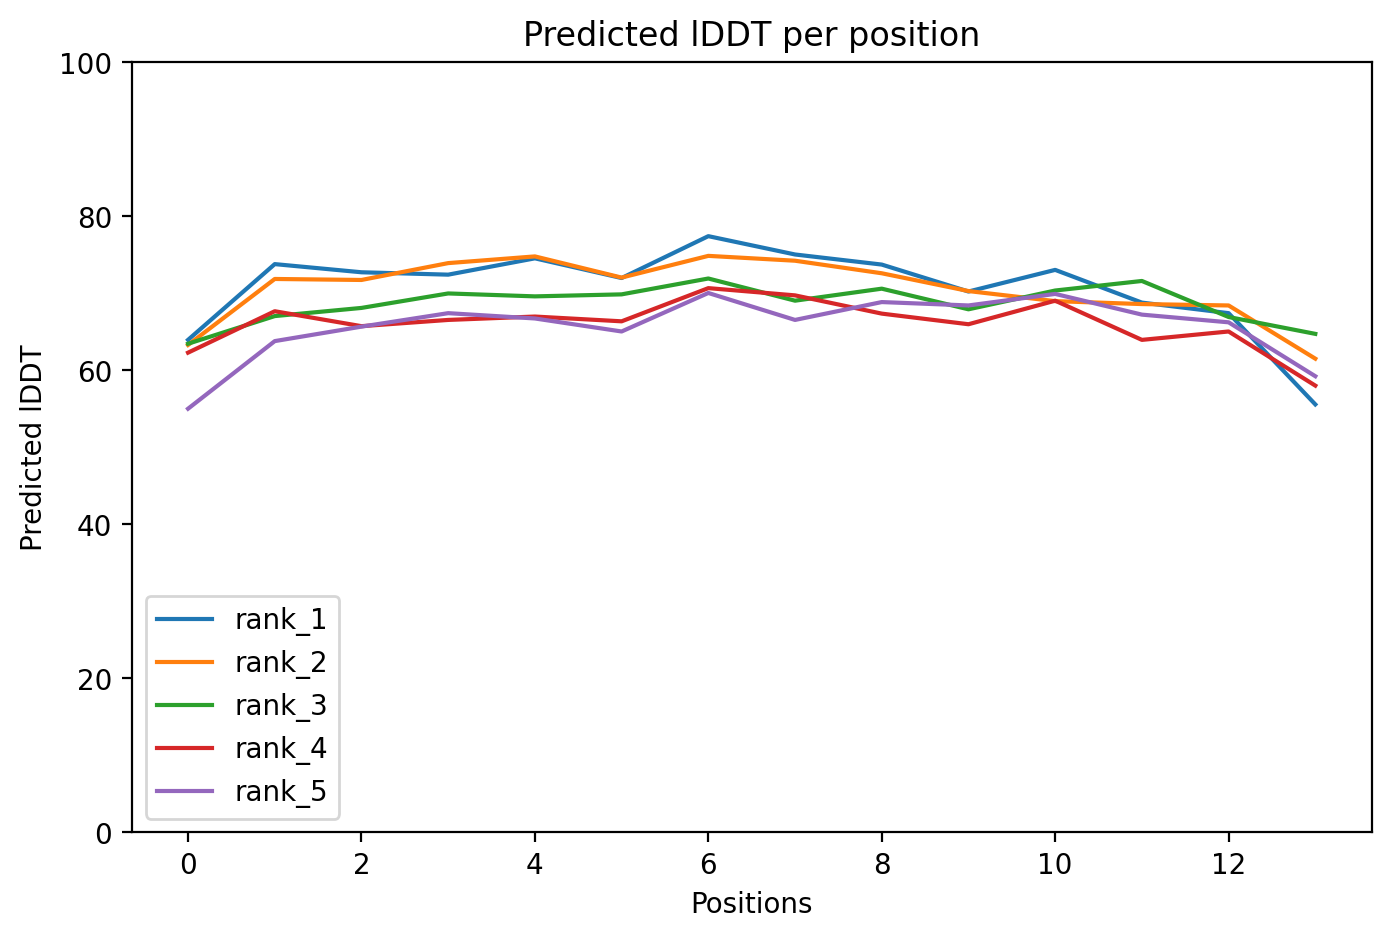 Predicted lDDT per position
100
80
60
40
20
0
Predicted lDDT
rank_1
rank_2
rank_3
rank_4
rank_5
0 2 4 6 8 10 12
Positions